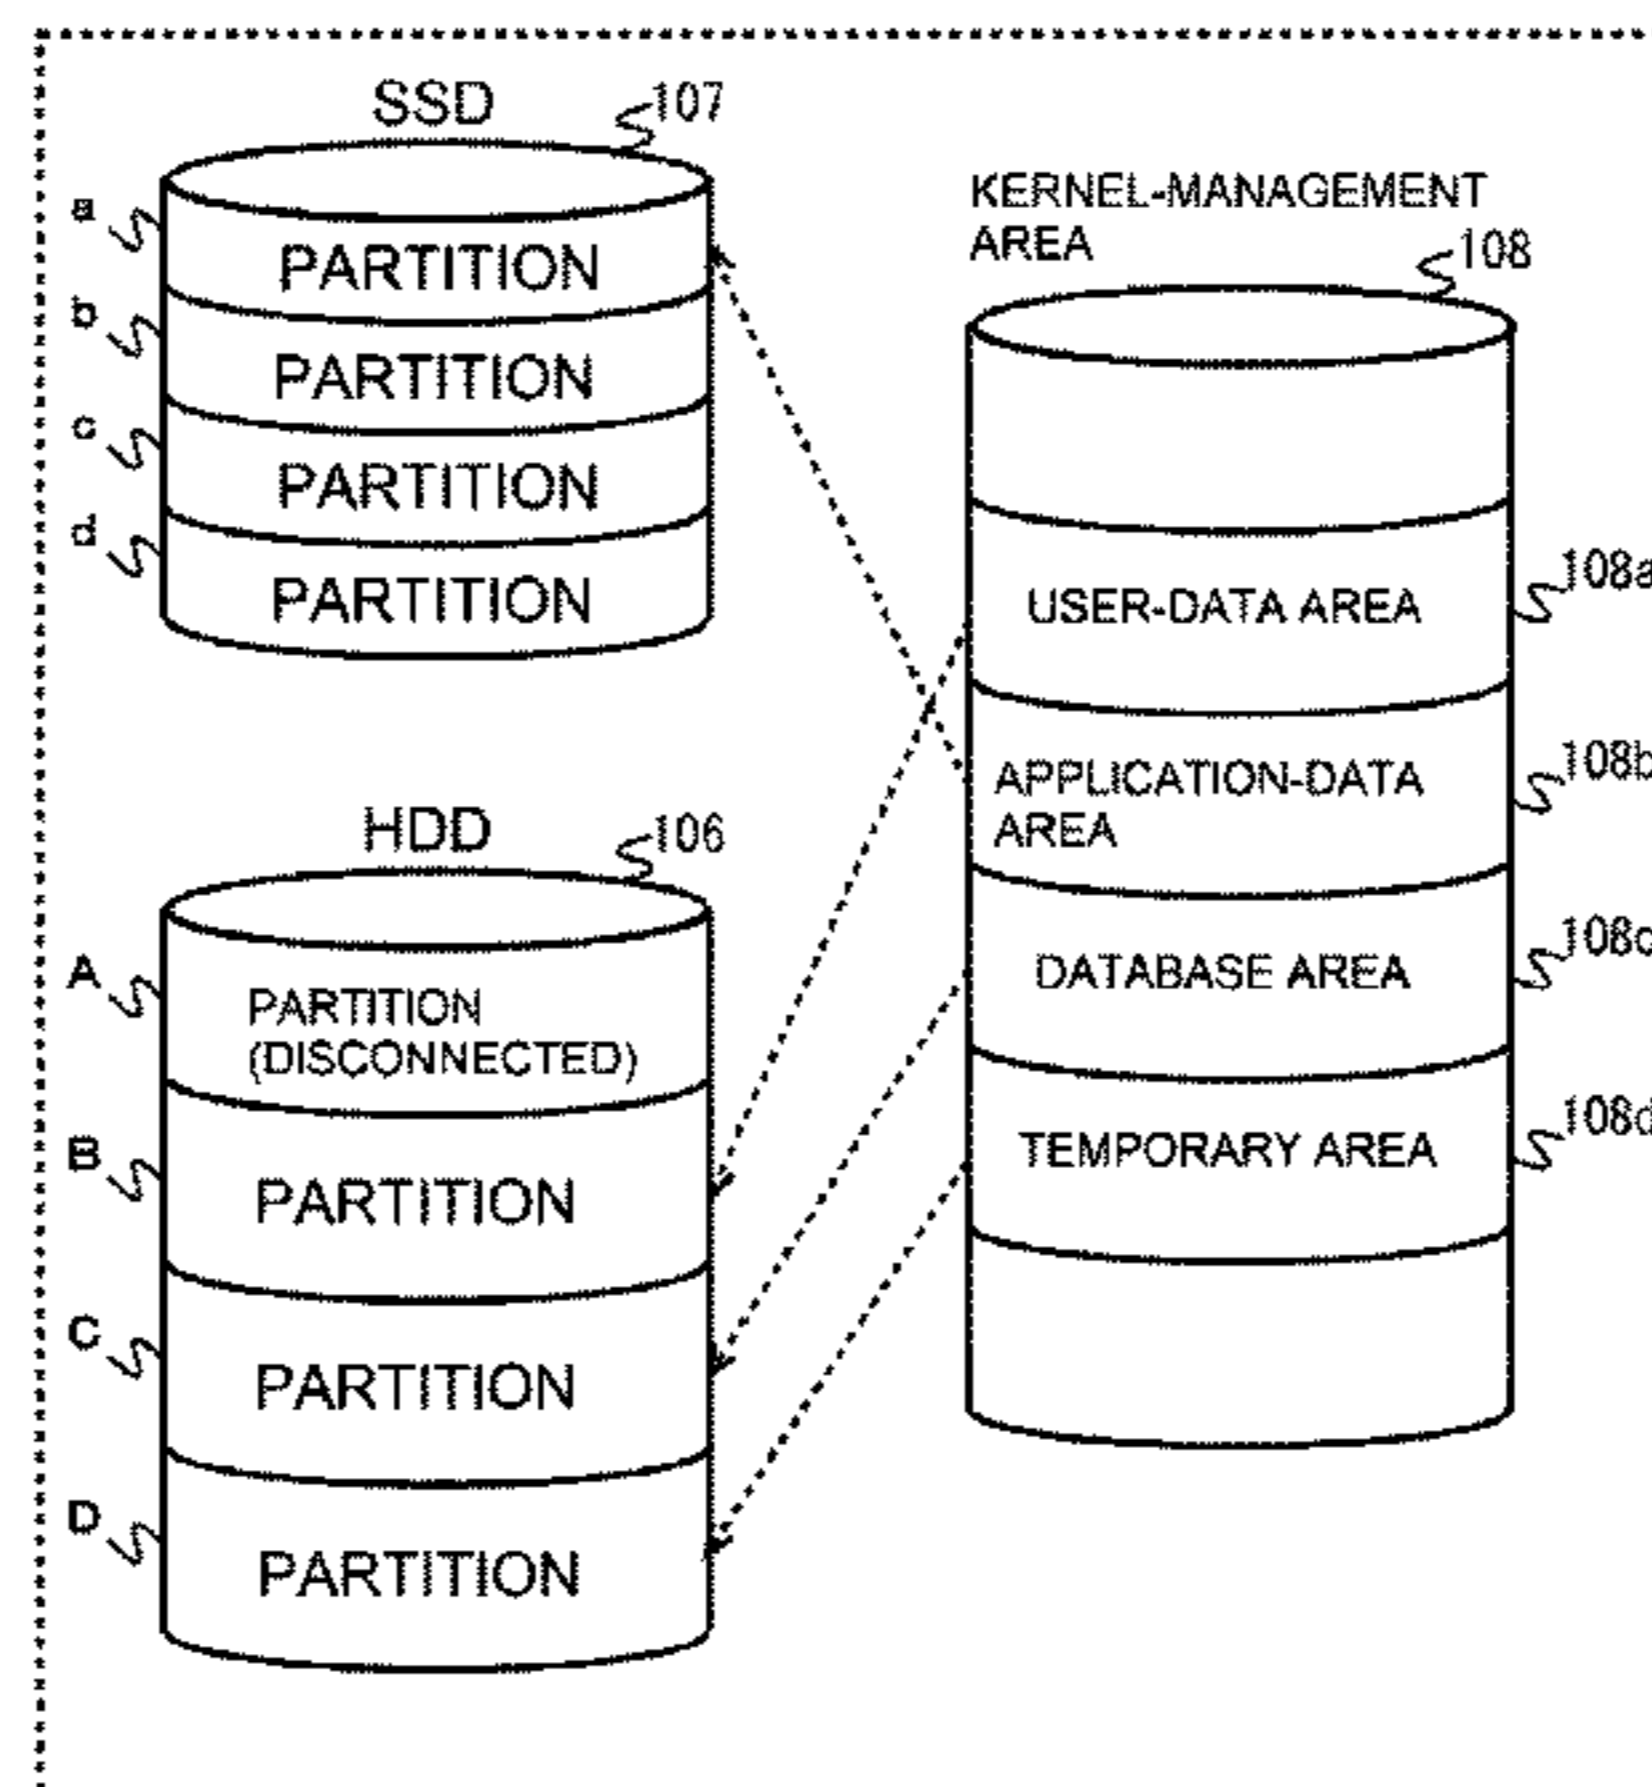 SSD
107
a
PARTITION
b
PARTITION
c
PARTITION
d
PARTITION
HDD
106
A
PARTITION
(DISCONNECTED)
B
PARTITION
C
PARTITION
D
PARTITION
KERNEL-MANAGEMENT
AREA
108
USER-DATA AREA
108a
APPLICATION-DATA
AREA
108b
DATABASE AREA
108c
TEMPORARY AREA
108d